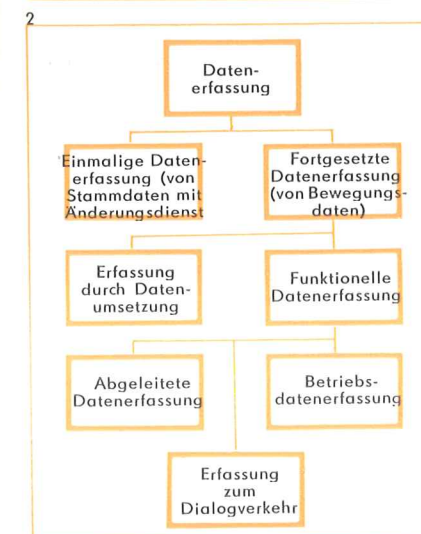 2
Daten-
erfassung
Einmalige Daten-
erfassung (von
Stammdaten mit
Änderungsdienst
Fortgesetzte
Datenerfassung
(von Bewegungs-
daten)
Erfassung
durch Daten-
umsetzung
Funktionelle
Datenerfassung
Abgeleitete
Datenerfassung
Betriebs-
datenerfassung
Erfassung
zum
Dialogverkehr